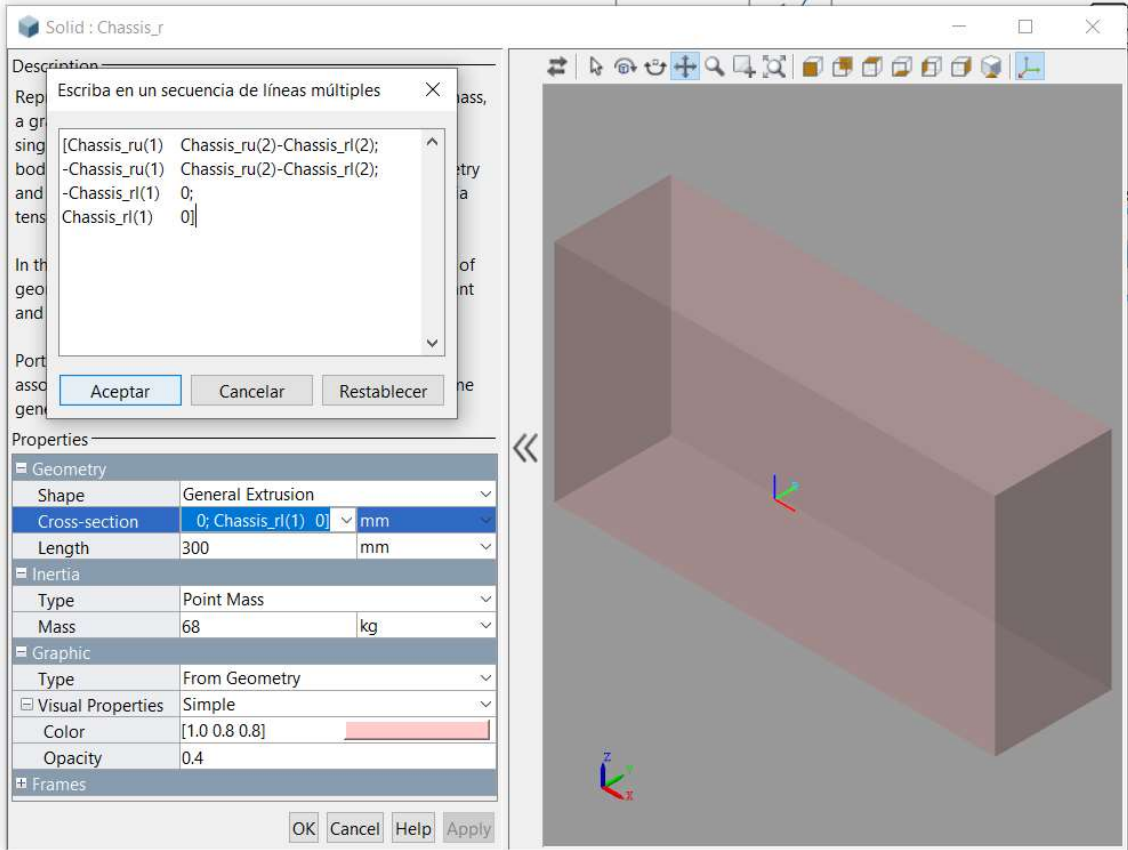 Solid : Chassis_r
Description
Rep
ass,
a gr
sing
bod
etry
and
ia
tens
In th
of
geo
nt
and
Port
asso
me
gene
Escriba en un secuencia de líneas múltiples
[Chassis_ru(1) Chassis_ru(2)-Chassis_rl(2);
-Chassis_ru(1) Chassis_ru(2)-Chassis_rl(2);
-Chassis_rl(1) 0;
Chassis_rl(1) 0]
Aceptar Cancelar Restablecer
Properties
Geometry
Shape General Extrusion
Cross-section 0; Chassis_rl(1) 0] mm
Length 300 mm
Inertia
Type Point Mass
Mass 68 kg
Graphic
Type From Geometry
Visual Properties Simple
Color [1.0 0.8 0.8]
Opacity 0.4
Frames
OK Cancel Help Apply
Z
X